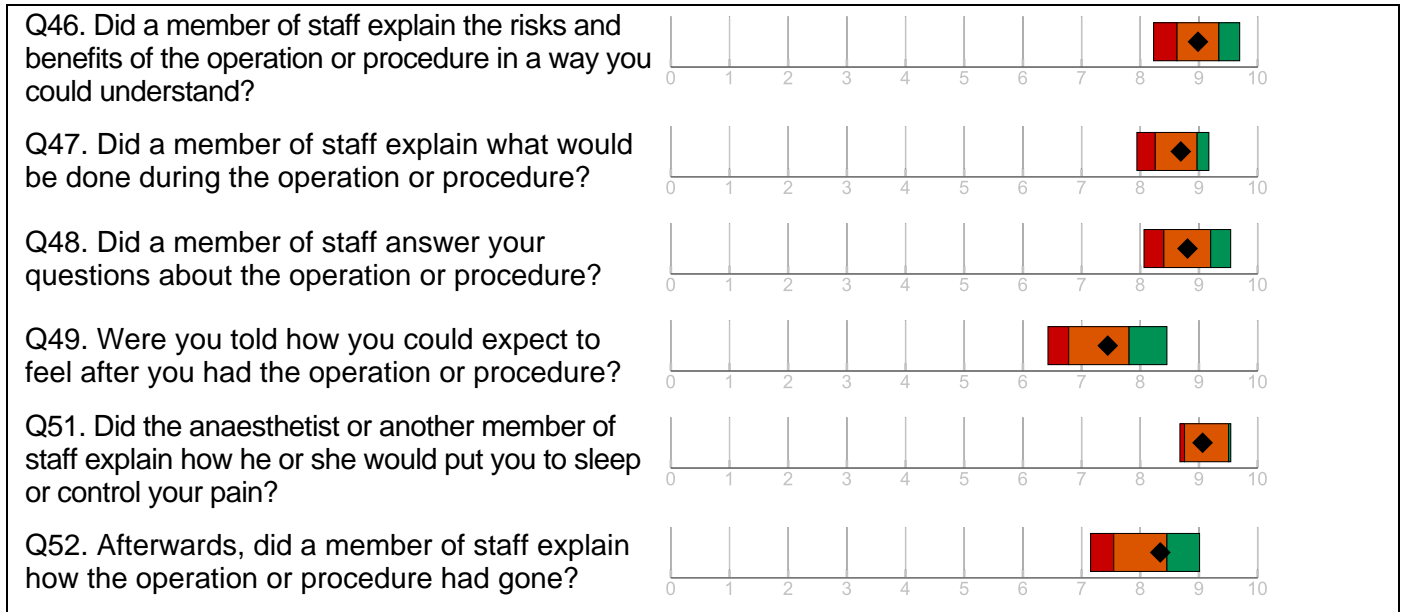 Q46. Did a member of staff explain the risks and
benefits of the operation or procedure in a way you
could understand?
0 1 2 3 4 5 6 7 8 9 10
Q47. Did a member of staff explain what would
be done during the operation or procedure?
0 1 2 3 4 5 6 7 8 9 10
Q48. Did a member of staff answer your
questions about the operation or procedure?
0 1 2 3 4 5 6 7 8 9 10
Q49. Were you told how you could expect to
feel after you had the operation or procedure?
0 1 2 3 4 5 6 7 8 9 10
Q51. Did the anaesthetist or another member of
staff explain how he or she would put you to sleep
or control your pain?
0 1 2 3 4 5 6 7 8 9 10
Q52. Afterwards, did a member of staff explain
how the operation or procedure had gone?
0 1 2 3 4 5 6 7 8 9 10